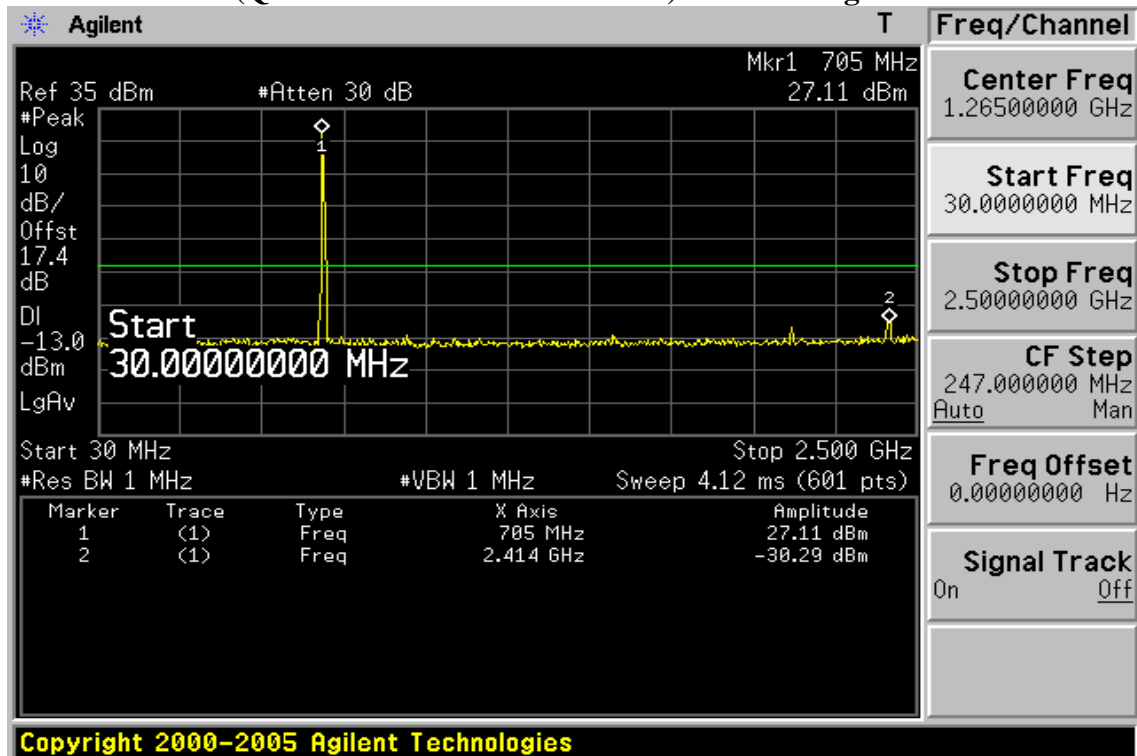 Agilent T Freq/Channel
Mkr1 705 MHz
Ref 35 dBm #Atten 30 dB 27.11 dBm
#Peak
Log
10
dB/
Offst
17.4
dB
DI
-13.0
dBm
LgAv
1
2
Start
30.00000000 MHz
Start 30 MHz Stop 2.500 GHz
#Res BW 1 MHz #VBW 1 MHz Sweep 4.12 ms (601 pts)
Marker Trace Type X Axis Amplitude
1 (1) Freq 705 MHz 27.11 dBm
2 (1) Freq 2.414 GHz -30.29 dBm
Center Freq
1.26500000 GHz
Start Freq
30.0000000 MHz
Stop Freq
2.50000000 GHz
CF Step
247.000000 MHz
Auto Man
Freq Offset
0.00000000 Hz
Signal Track
On Off
Copyright 2000-2005 Agilent Technologies